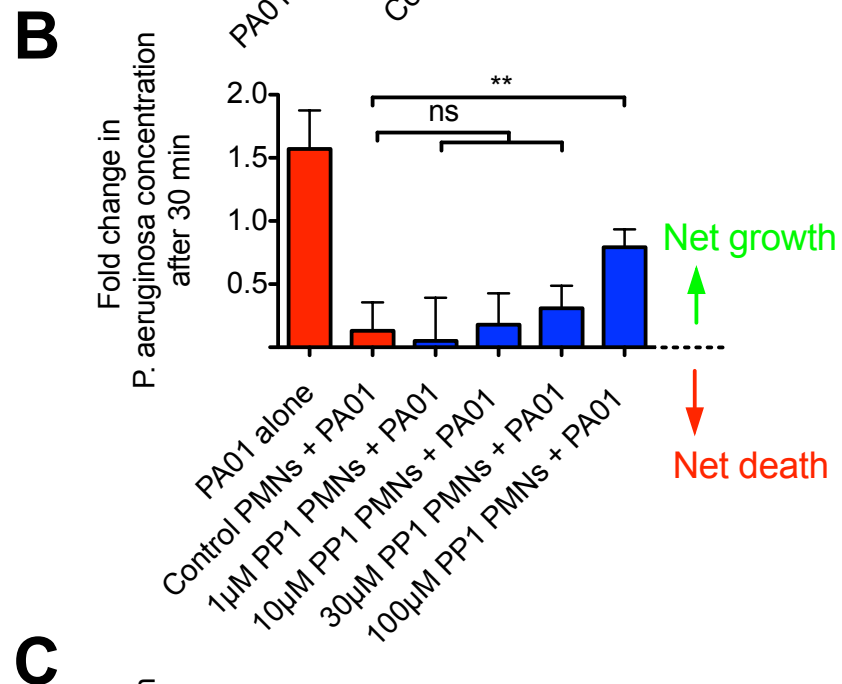 B
PA01
Co
Fold change in
P. aeruginosa concentration
after 30 min
2.0
1.5
1.0
0.5
**
ns
Net growth
Net death
PA01 alone
Control PMNs + PA01
1µM PP1 PMNs + PA01
10µM PP1 PMNs + PA01
30µM PP1 PMNs + PA01
100µM PP1 PMNs + PA01
C